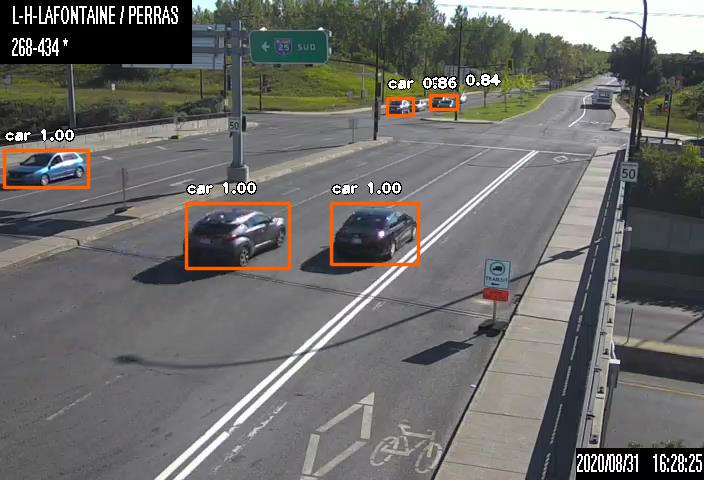 L-H-LAFONTAINE / PERRAS
268-434 *
25 SUD
car 0.86
0.84
car 1.00
50
car 1.00
car 1.00
50
TRANSIT
2020/08/31 16:28:25